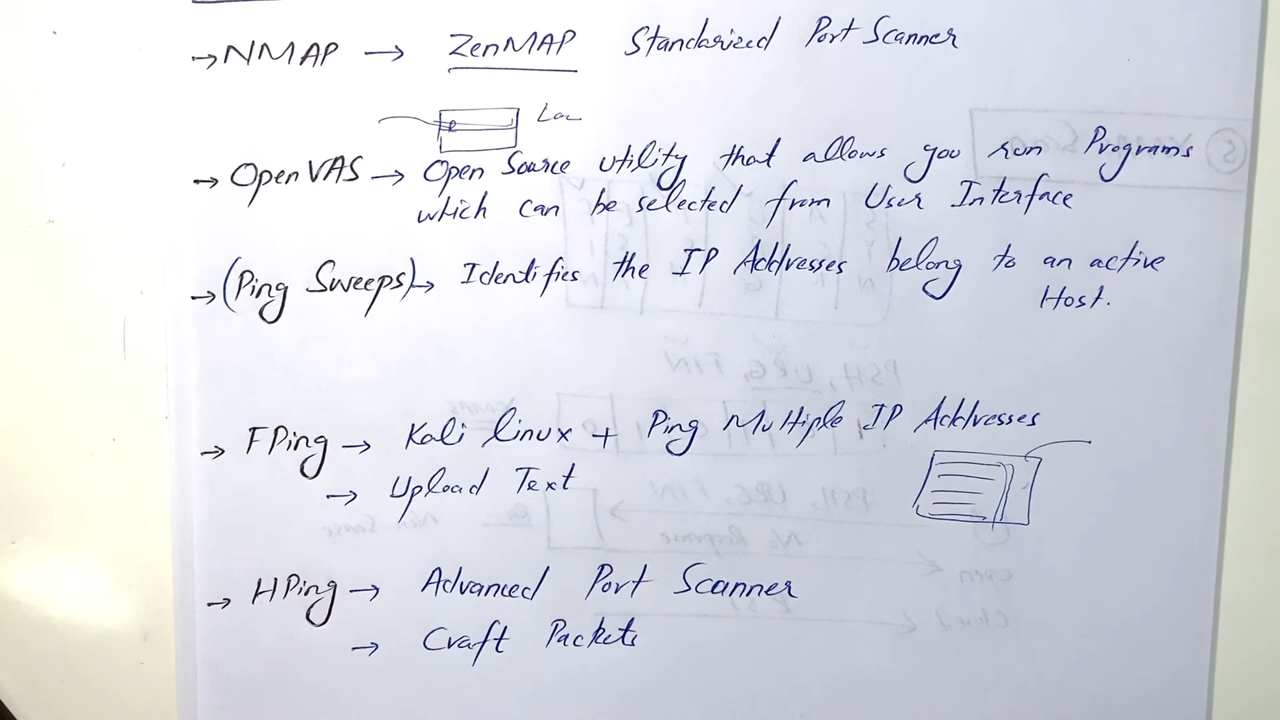 → NMAP → ZenMAP Standarized Port Scanner
→ OpenVAS → Open Source utility that allows you run Programs
which can be selected from User Interface
→ (Ping Sweeps) → Identifies the IP Addresses belong to an active
Host.
→ FPing → Kali linux + Ping Multiple IP Addresses
→ Upload Text
→ HPing → Advanced Port Scanner
→ Craft Packets